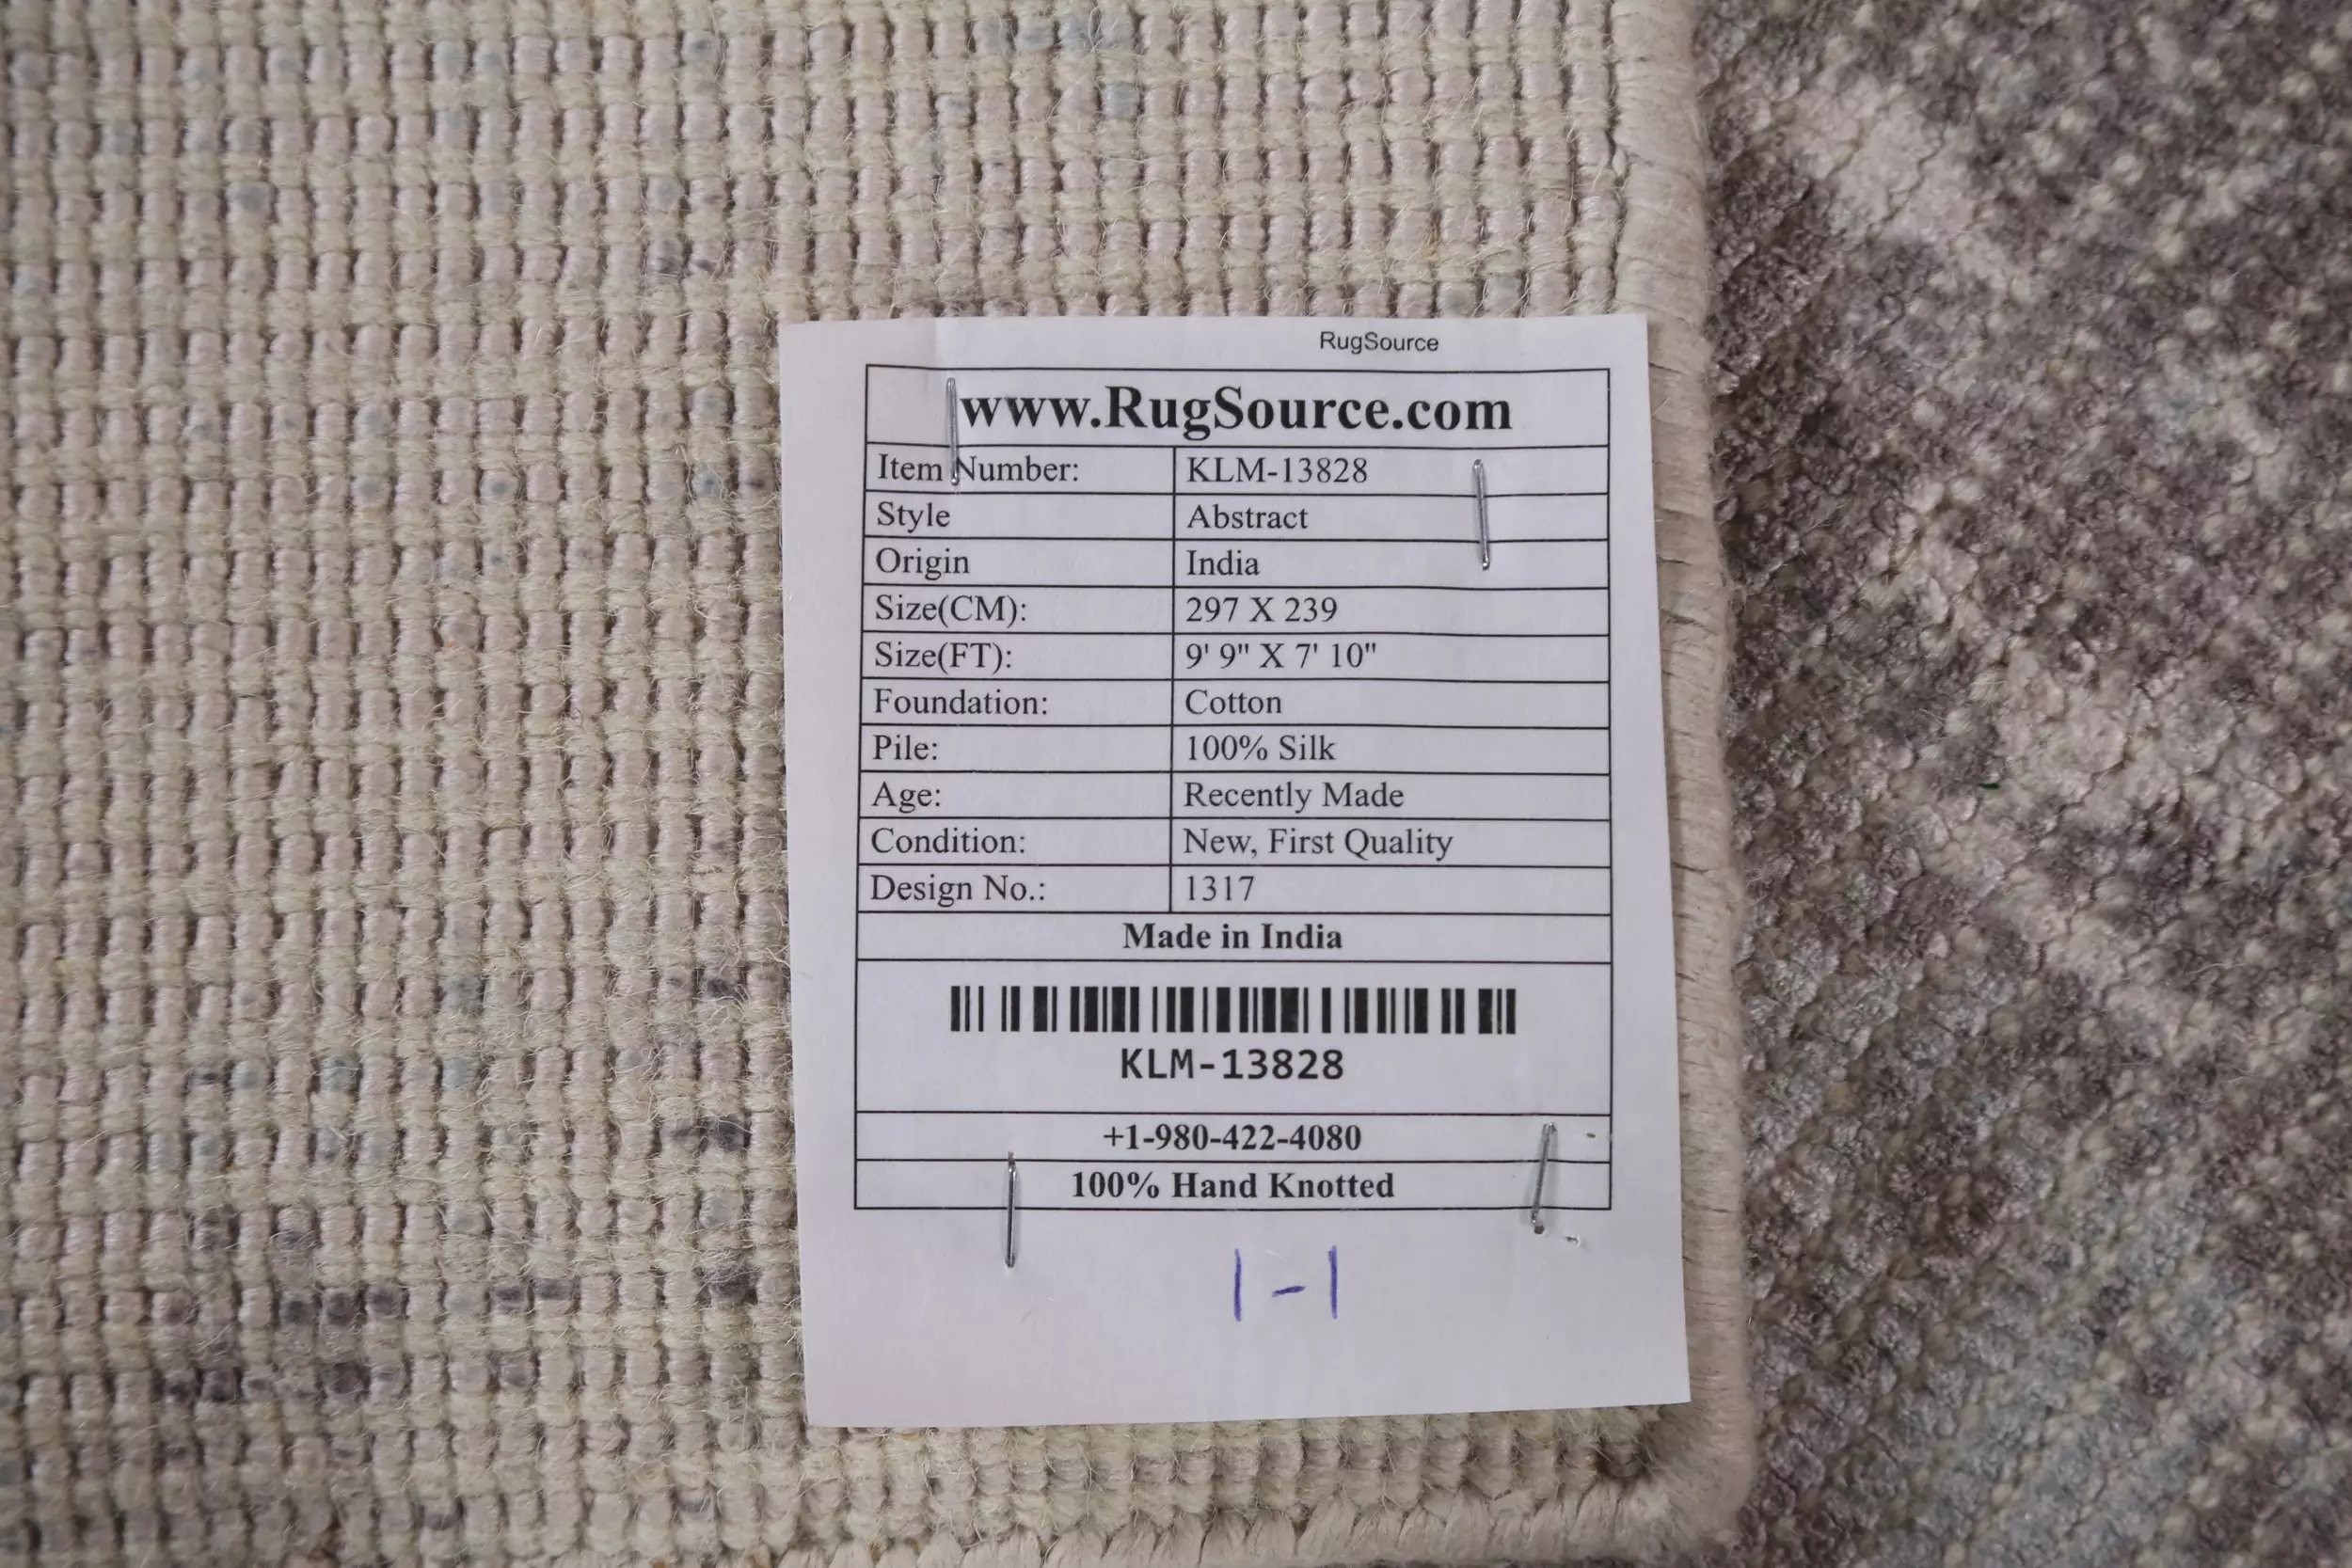 RugSource
www.RugSource.com
Item Number: KLM-13828
Style Abstract
Origin India
Size(CM): 297 X 239
Size(FT): 9' 9" X 7' 10"
Foundation: Cotton
Pile: 100% Silk
Age: Recently Made
Condition: New, First Quality
Design No.: 1317
Made in India
KLM-13828
+1-980-422-4080
100% Hand Knotted
1-1